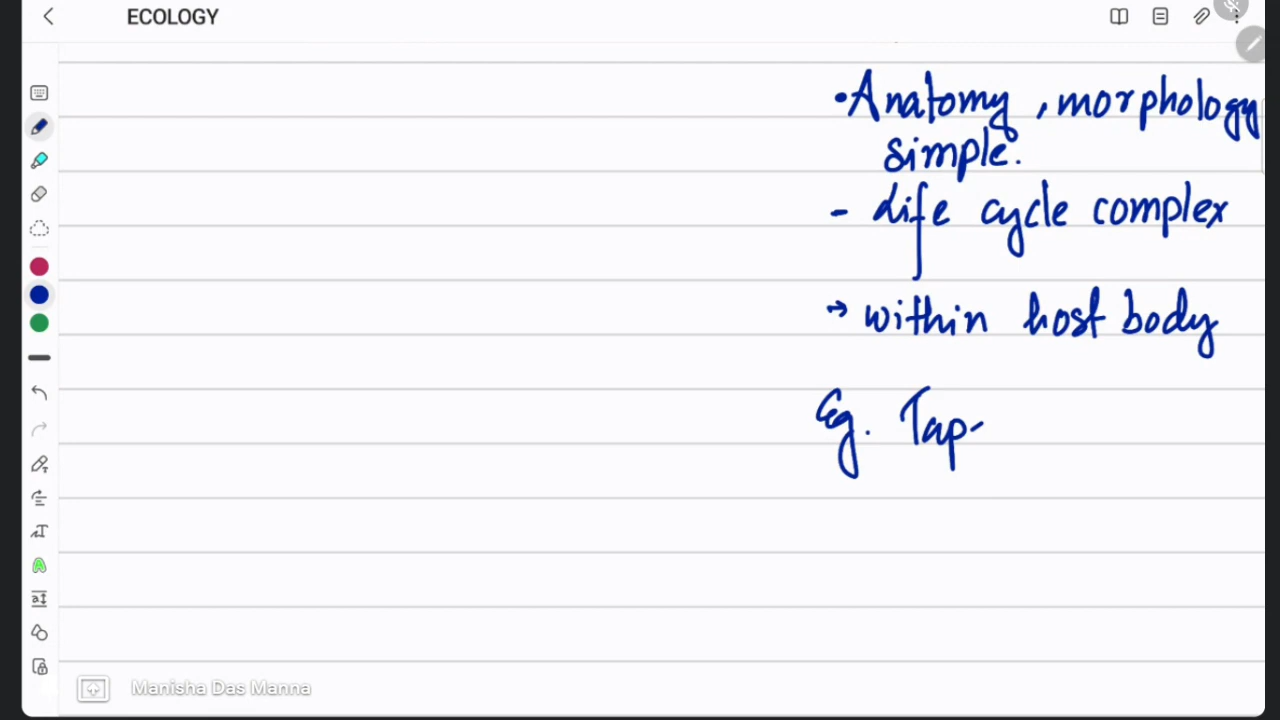 ECOLOGY
•Anatomy , morphology
simple.
- Life cycle complex
→ within host body
Eg. Tap
Manisha Das Manna